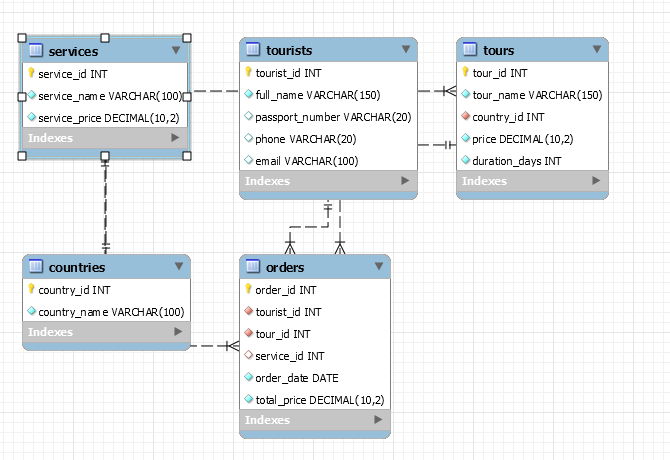 services
service_id INT
service_name VARCHAR(100)
service_price DECIMAL(10,2)
Indexes
tourists
tourist_id INT
full_name VARCHAR(150)
passport_number VARCHAR(20)
phone VARCHAR(20)
email VARCHAR(100)
Indexes
tours
tour_id INT
tour_name VARCHAR(150)
country_id INT
price DECIMAL(10,2)
duration_days INT
Indexes
countries
country_id INT
country_name VARCHAR(100)
Indexes
orders
order_id INT
tourist_id INT
tour_id INT
service_id INT
order_date DATE
total_price DECIMAL(10,2)
Indexes